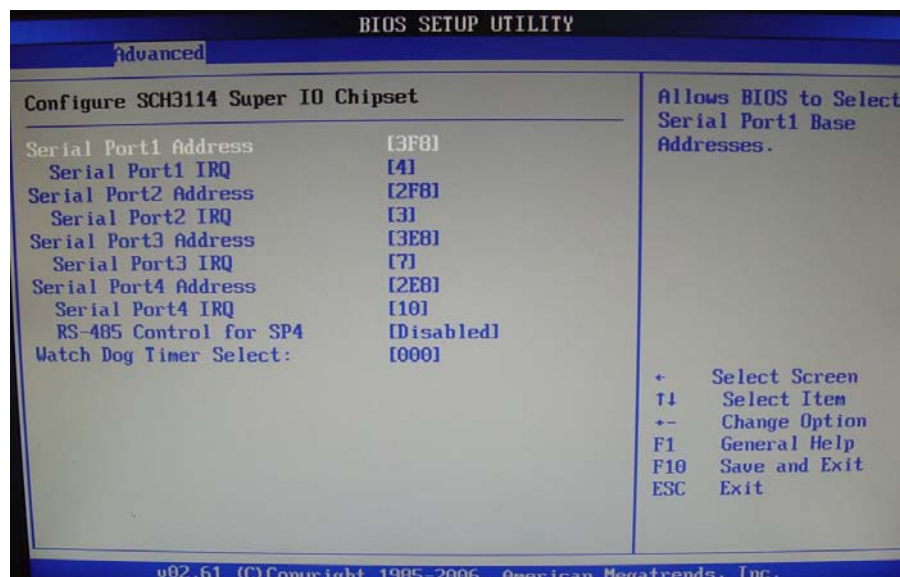 BIOS SETUP UTILITY
Advanced
Configure SCH3114 Super IO Chipset
Serial Port1 Address [3F8]
Serial Port1 IRQ [4]
Serial Port2 Address [2F8]
Serial Port2 IRQ [3]
Serial Port3 Address [3E8]
Serial Port3 IRQ [7]
Serial Port4 Address [2E8]
Serial Port4 IRQ [10]
RS-485 Control for SP4 [Disabled]
Watch Dog Timer Select: [000]
Allows BIOS to Select
Serial Port1 Base
Addresses.
← Select Screen
↑↓ Select Item
+- Change Option
F1 General Help
F10 Save and Exit
ESC Exit
v02.61 (C)Copyright 1985-2006, American Megatrends, Inc.